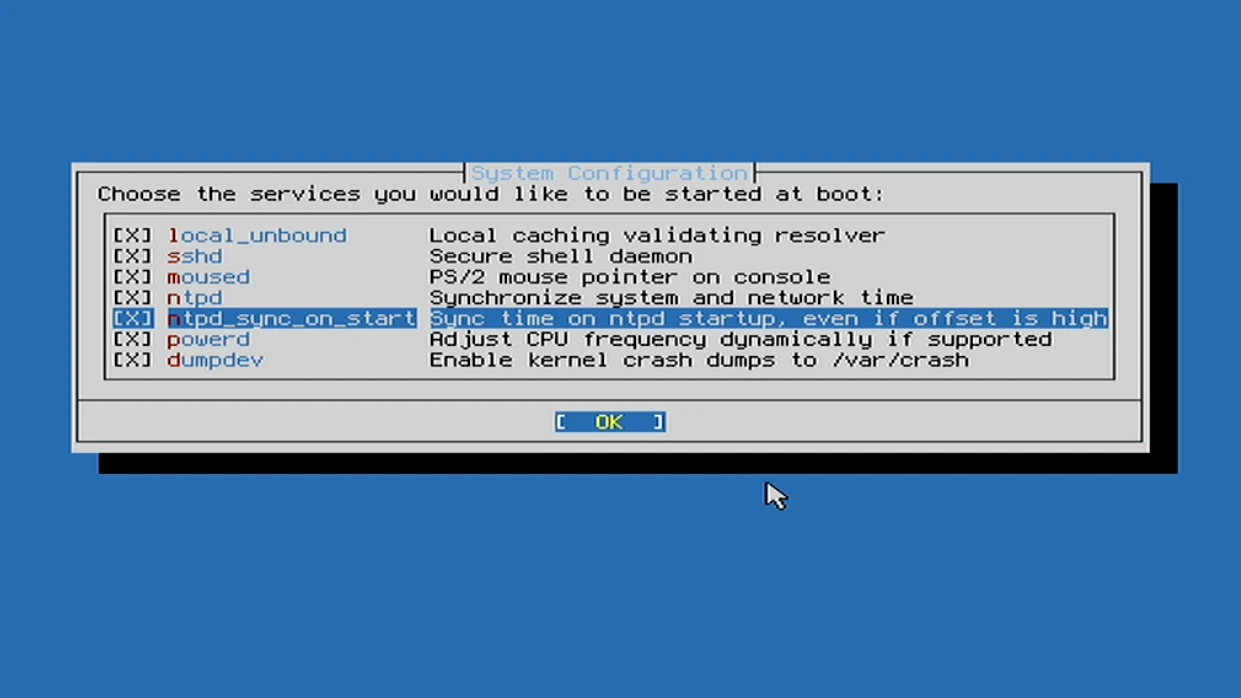 System Configuration
Choose the services you would like to be started at boot:
[X] local_unbound Local caching validating resolver
[X] sshd Secure shell daemon
[X] moused PS/2 mouse pointer on console
[X] ntpd Synchronize system and network time
[X] ntpd_sync_on_start Sync time on ntpd startup, even if offset is high
[X] powerd Adjust CPU frequency dynamically if supported
[X] dumpdev Enable kernel crash dumps to /var/crash
[ OK ]